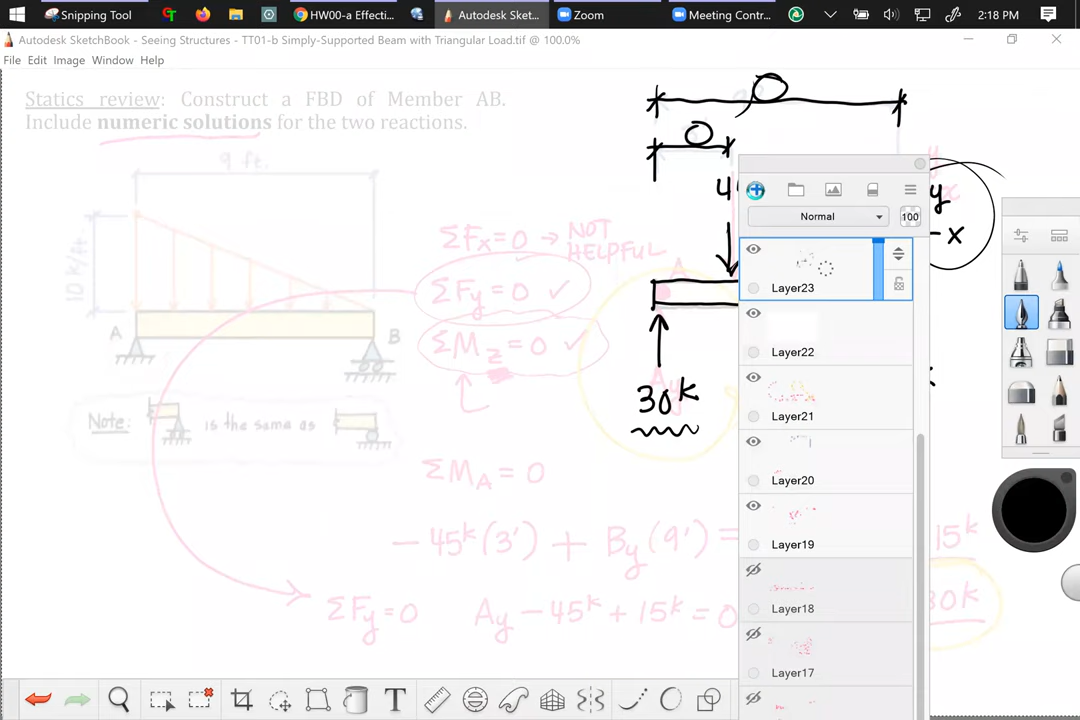 Snipping Tool
HW00-a Effecti...
Autodesk Sket...
Zoom
Meeting Contr...
2:18 PM
Autodesk SketchBook - Seeing Structures - TT01-b Simply-Supported Beam with Triangular Load.tif @ 100.0%
File Edit Image Window Help
Statics review: Construct a FBD of Member AB.
Include numeric solutions for the two reactions.
9 ft.
10 K/ft
A
B
Note: is the same as
ΣFx=0 → NOT HELPFUL
ΣFy=0 ✓
ΣMz=0 ✓
ΣMA = 0
-45k(3') + By(9') =
15k
ΣFy=0 Ay -45k + 15k = 0
30k
4
A
Ay
30k
y
-x
Normal
100
Layer23
Layer22
Layer21
Layer20
Layer19
Layer18
Layer17
T